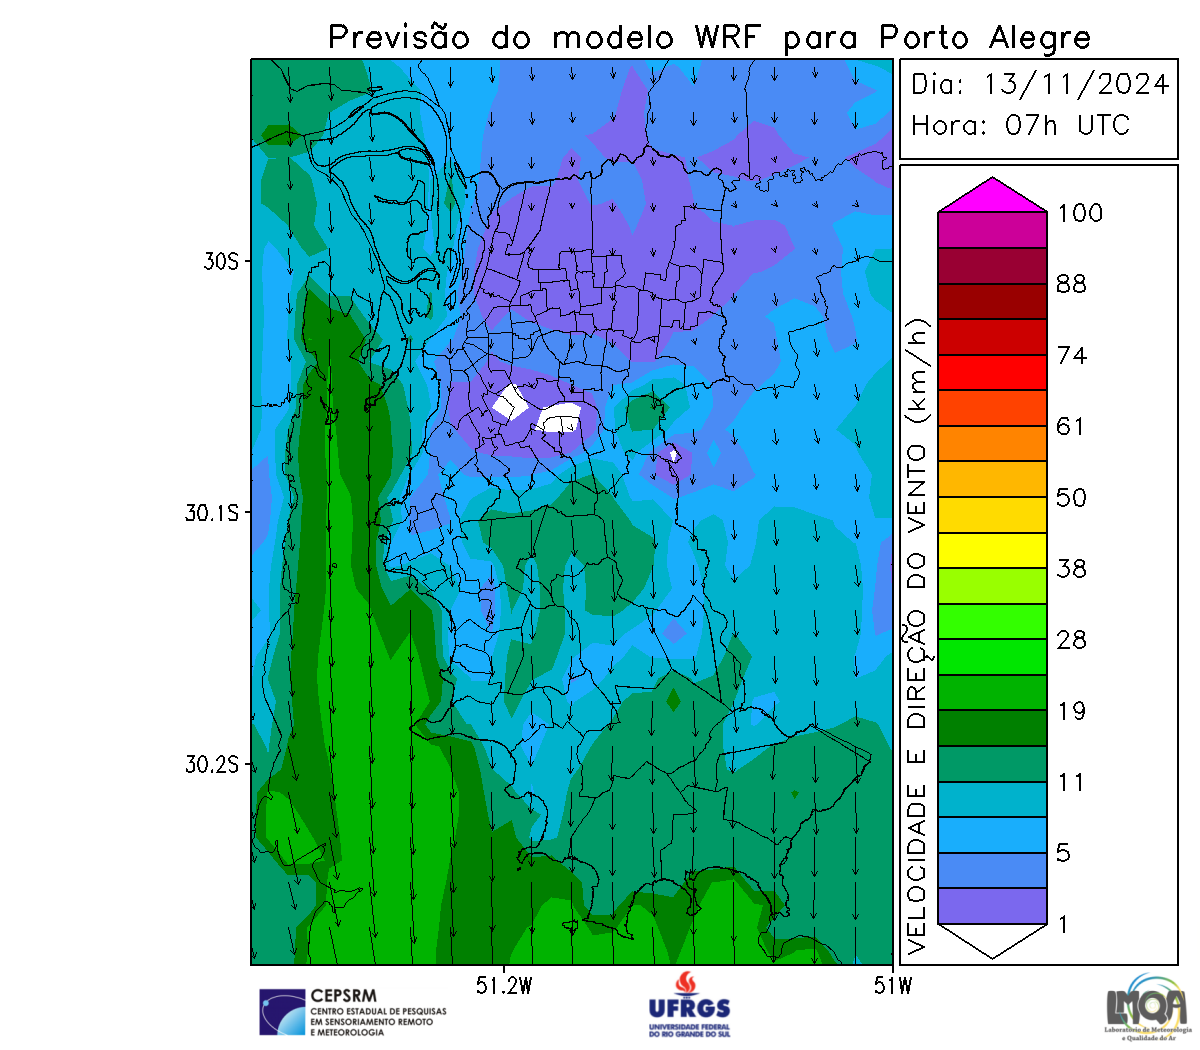 Previsão do modelo WRF para Porto Alegre
Dia: 13/11/2024
Hora: 07h UTC
30S
30.1S
30.2S
51.2W
51W
VELOCIDADE E DIREÇÃO DO VENTO (km/h)
100
88
74
61
50
38
28
19
11
5
1
CEPSRM
CENTRO ESTADUAL DE PESQUISAS
EM SENSORIAMENTO REMOTO
E METEOROLOGIA
UFRGS
UNIVERSIDADE FEDERAL
DO RIO GRANDE DO SUL
LMQA
Laboratório de Meteorologia
e Qualidade do Ar